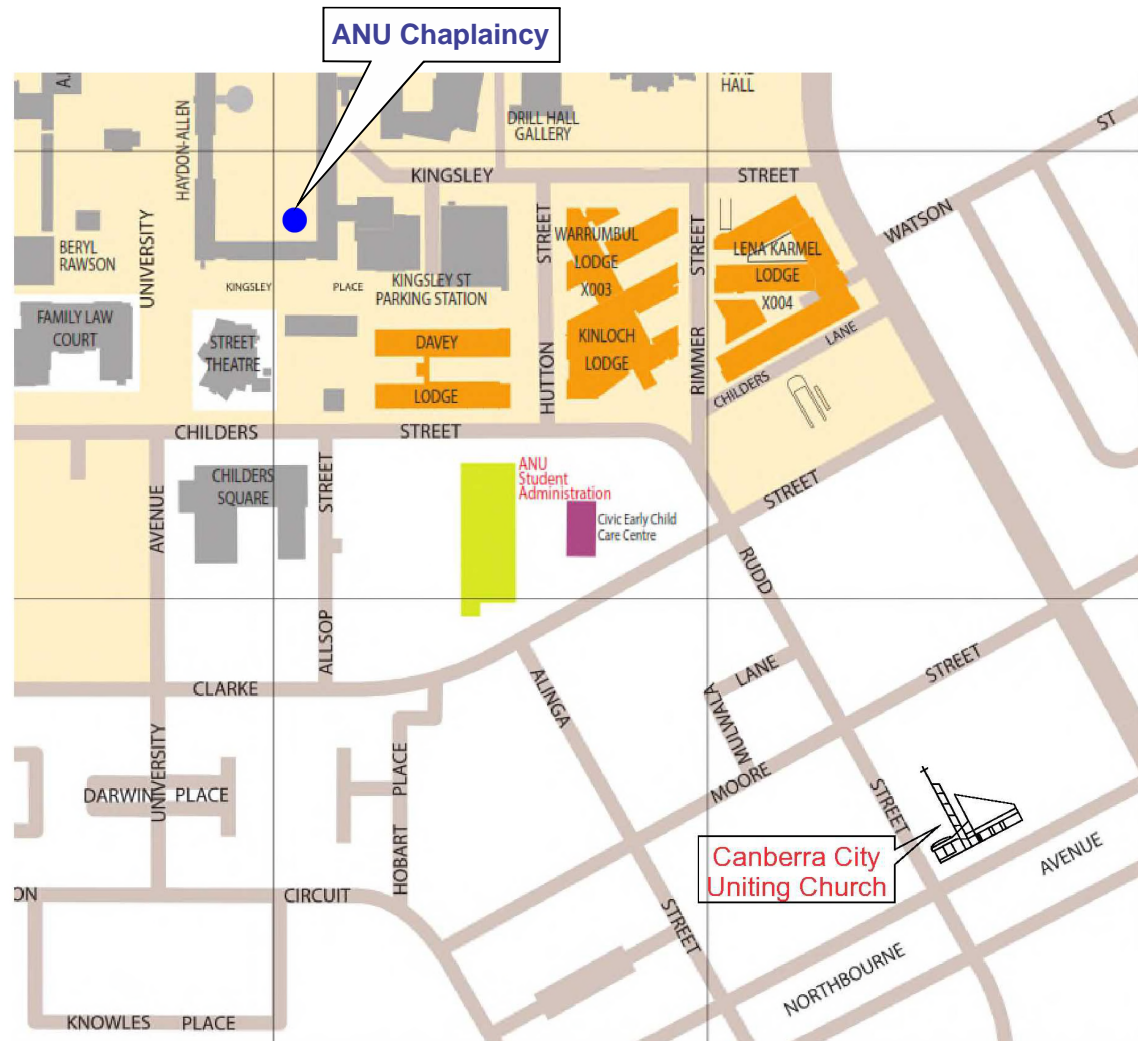 ANU Chaplaincy
HALL
DRILL HALL
GALLERY
HAYDON-ALLEN
KINGSLEY
STREET
ST
WATSON
UNIVERSITY
BERYL
RAWSON
KINGSLEY
PLACE
KINGSLEY ST
PARKING STATION
STREET
WARRUMBUL
LODGE
X003
STREET
LENA KARMEL
LODGE
X004
FAMILY LAW
COURT
STREET
THEATRE
DAVEY
LODGE
HUTTON
KINLOCH
LODGE
RIMMER
CHILDERS
LANE
CHILDERS
STREET
CHILDERS
SQUARE
AVENUE
STREET
ANU
Student
Administration
Civic Early Child
Care Centre
STREET
RUDD
ALLSOP
CLARKE
ALINGA
LANE
MULWALA
STREET
MOORE
UNIVERSITY
DARWIN PLACE
HOBART PLACE
STREET
Canberra City
Uniting Church
AVENUE
ON
CIRCUIT
STREET
NORTHBOURNE
KNOWLES PLACE